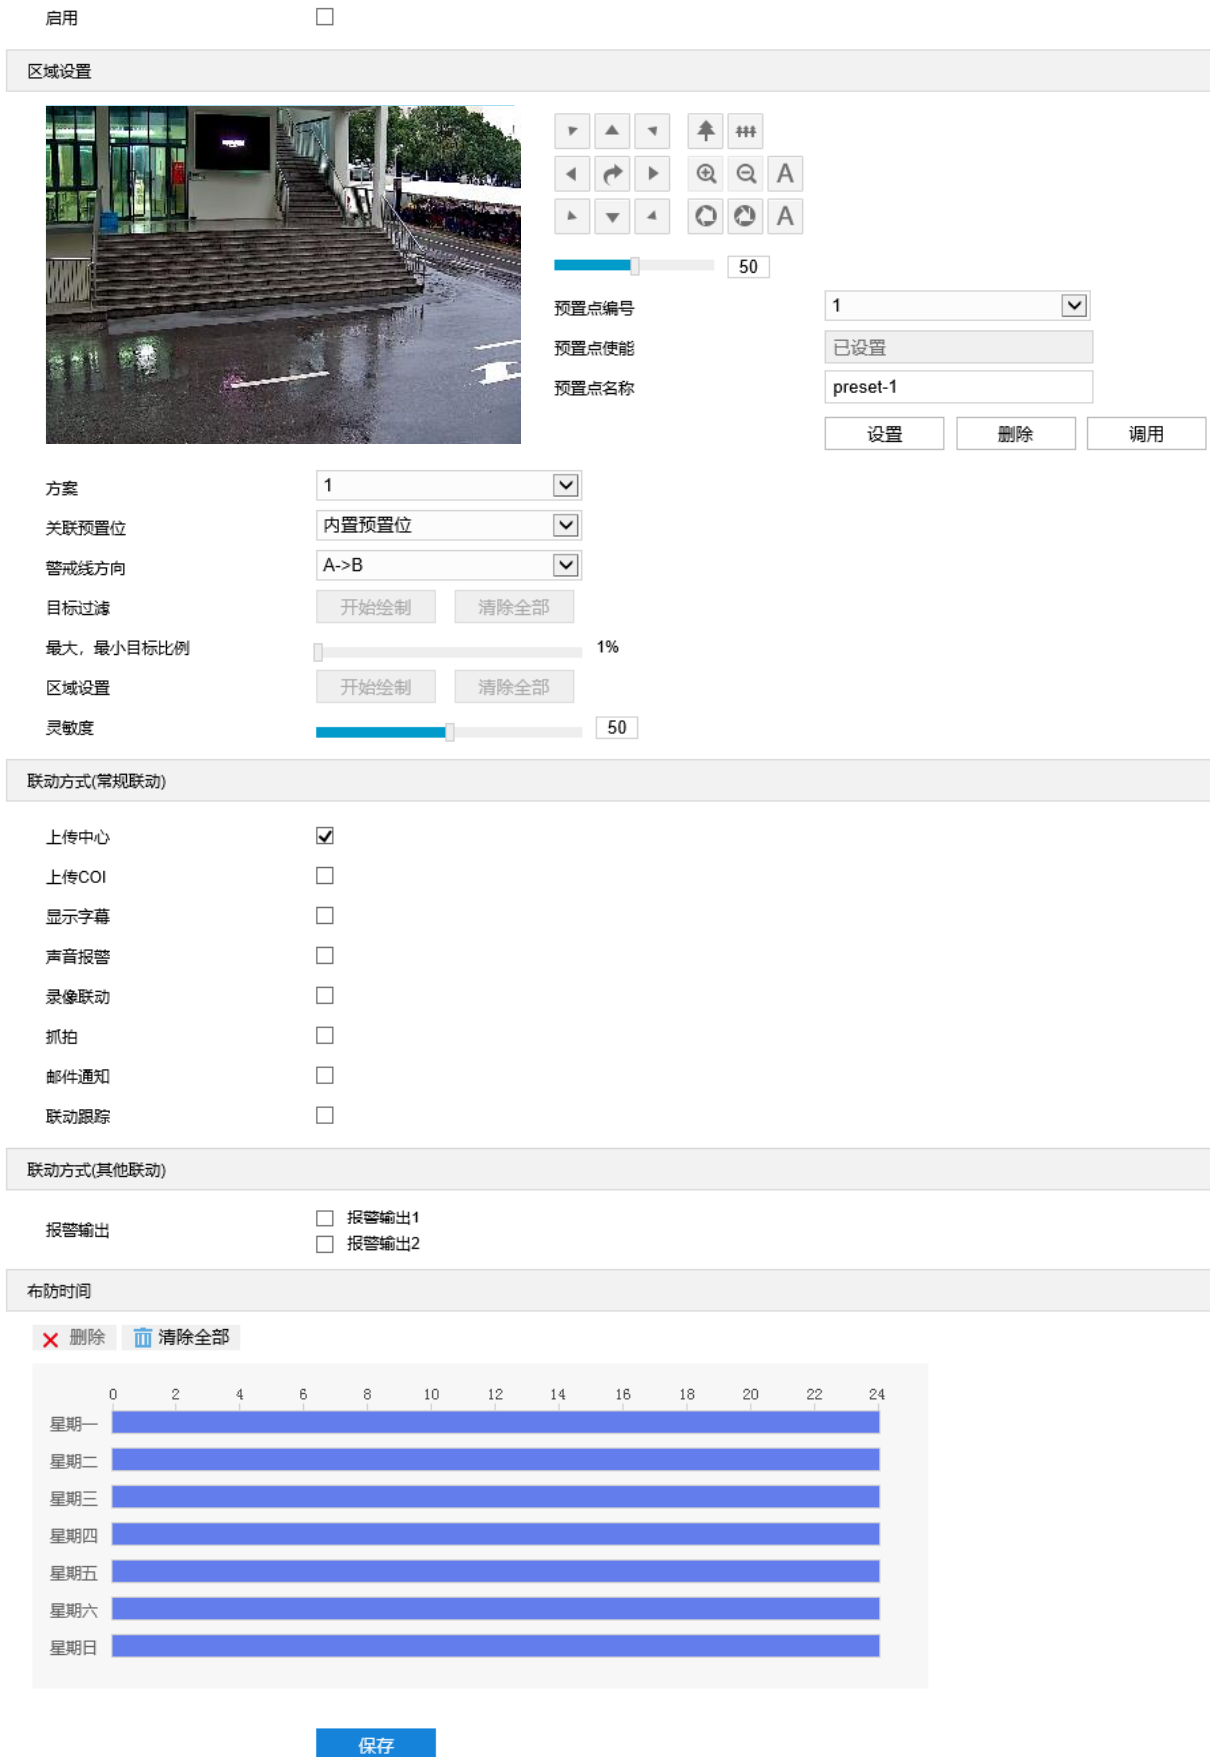 启用
区域设置
A
A
50
预置点编号 1
预置点使能 已设置
预置点名称 preset-1
设置 删除 调用
方案 1
关联预置位 内置预置位
警戒线方向 A->B
目标过滤 开始绘制 清除全部
最大，最小目标比例 1%
区域设置 开始绘制 清除全部
灵敏度 50
联动方式(常规联动)
上传中心
上传COI
显示字幕
声音报警
录像联动
抓拍
邮件通知
联动跟踪
联动方式(其他联动)
报警输出 报警输出1
报警输出2
布防时间
删除 清除全部
0 2 4 6 8 10 12 14 16 18 20 22 24
星期一
星期二
星期三
星期四
星期五
星期六
星期日
保存